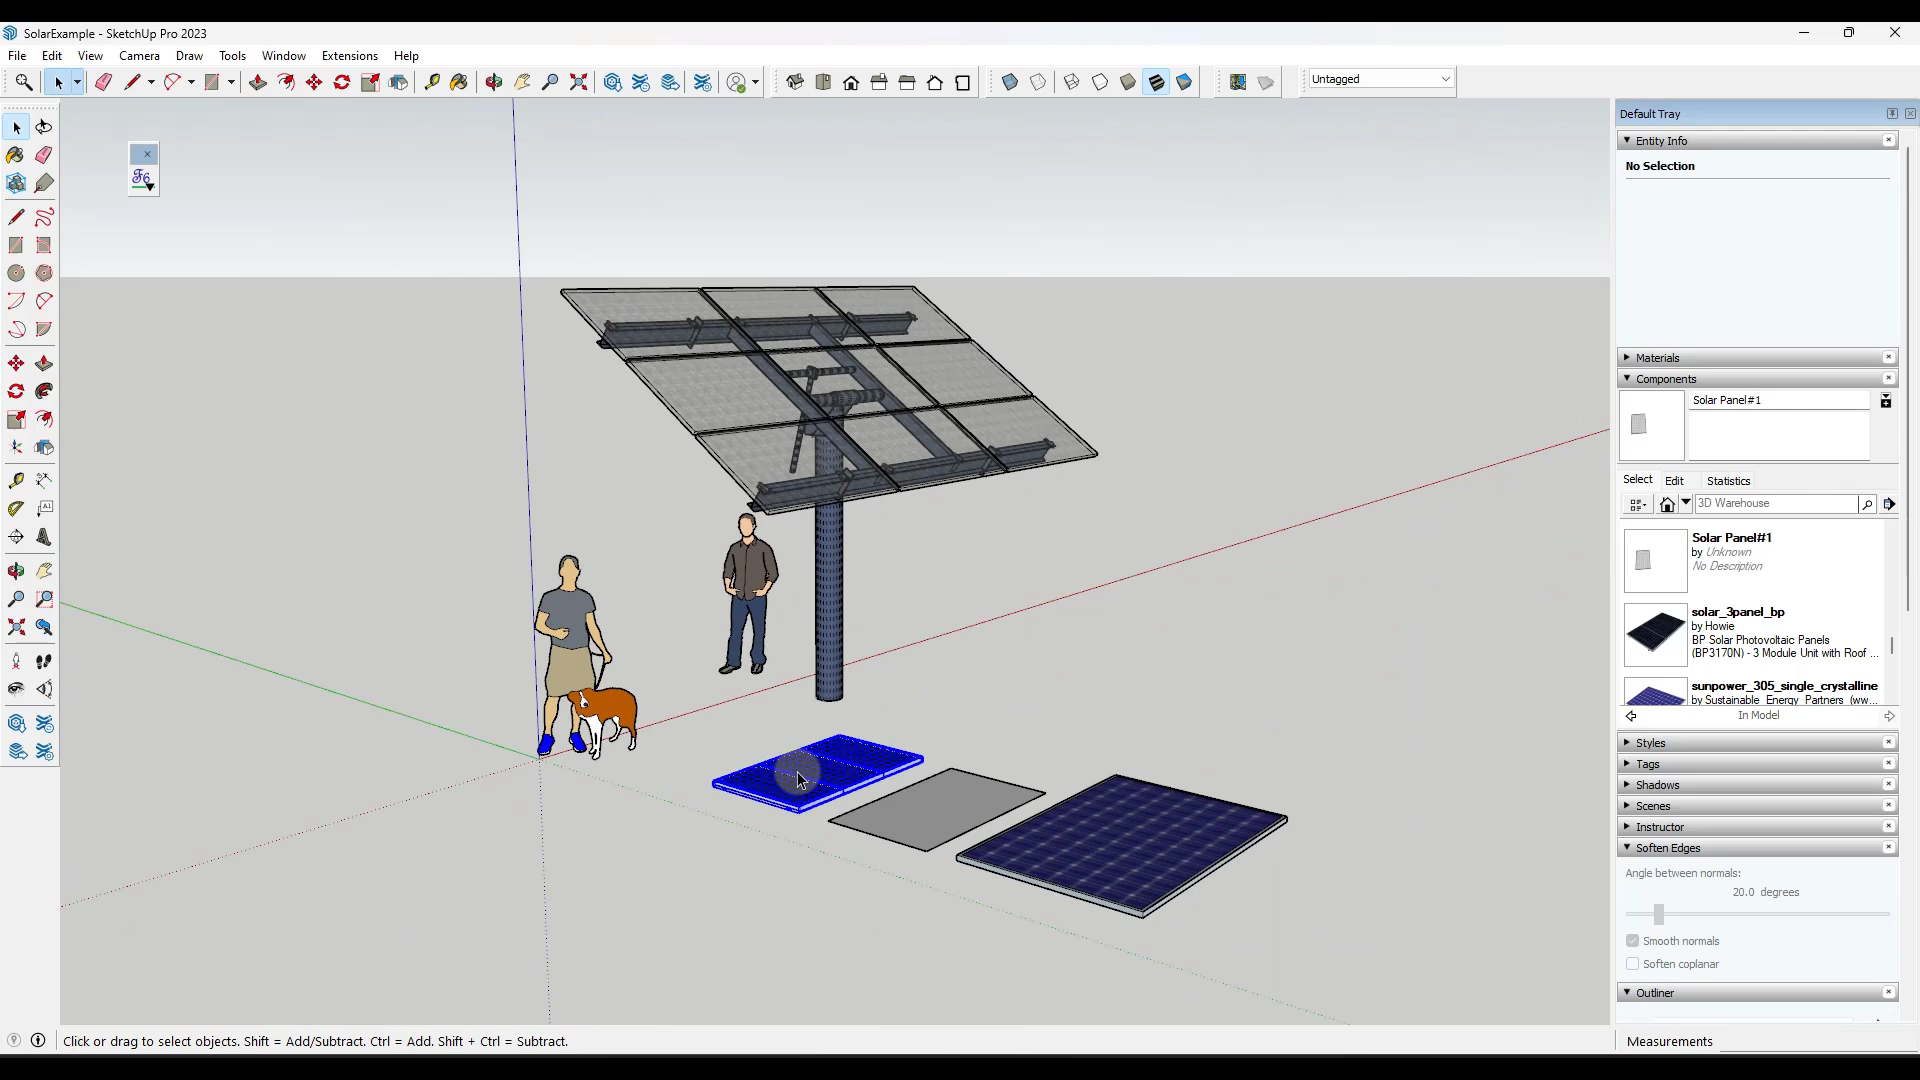 SolarExample - SketchUp Pro 2023
File Edit View Camera Draw Tools Window Extensions Help
Untagged
Default Tray
Entity Info
No Selection
Materials
Components
Solar Panel#1
Select Edit Statistics
3D Warehouse
Solar Panel#1
by Unknown
No Description
solar_3panel_bp
by Howie
BP Solar Photovoltaic Panels
(BP3170N) - 3 Module Unit with Roof ...
sunpower_305_single_crystalline
by Sustainable Energy Partners (ww...
In Model
Styles
Tags
Shadows
Scenes
Instructor
Soften Edges
Angle between normals:
20.0 degrees
Smooth normals
Soften coplanar
Outliner
Click or drag to select objects. Shift = Add/Subtract. Ctrl = Add. Shift + Ctrl = Subtract.
Measurements